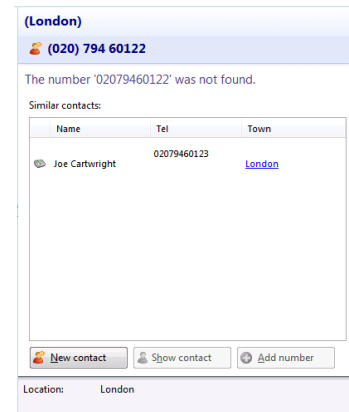 (London)
(020) 794 60122
The number '02079460122' was not found.
Similar contacts:
Name Tel Town
02079460123
Joe Cartwright London
New contact Show contact Add number
Location: London